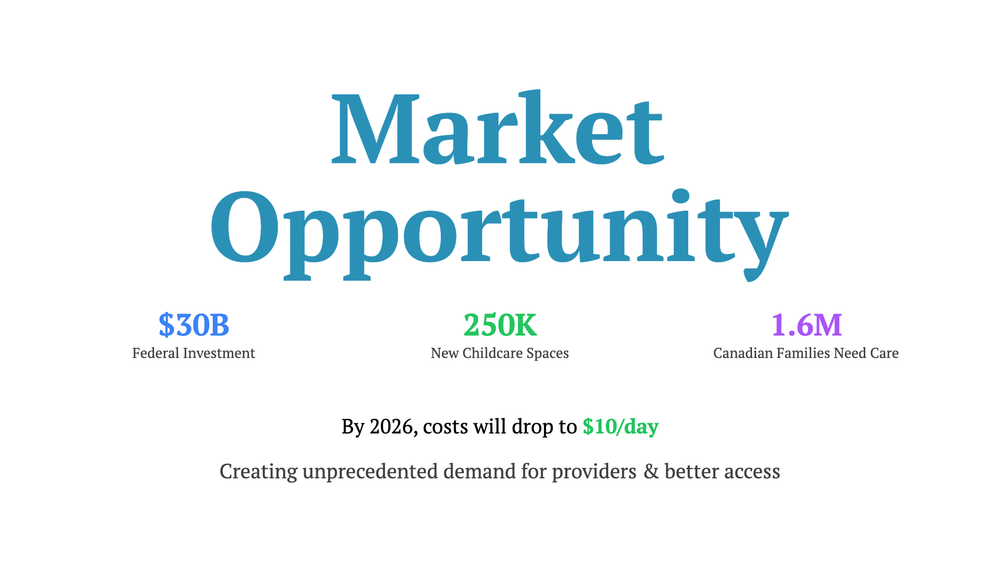 Market
Opportunity
$30B
Federal Investment
250K
New Childcare Spaces
1.6M
Canadian Families Need Care
By 2026, costs will drop to $10/day
Creating unprecedented demand for providers & better access